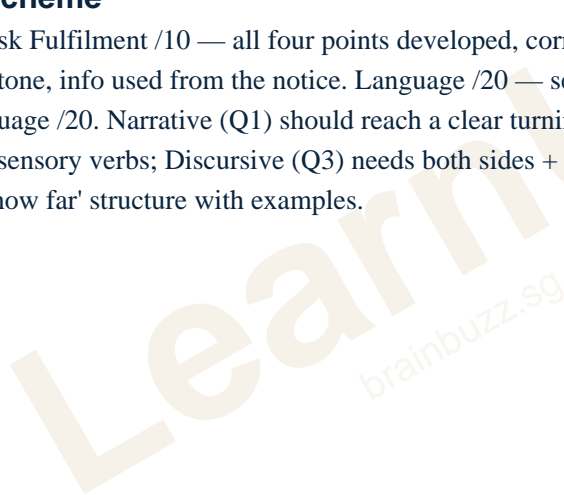 cheme
sk Fulfilment /10 — all four points developed, cor
tone, info used from the notice. Language /20 — s
uage /20. Narrative (Q1) should reach a clear turni
sensory verbs; Discursive (Q3) needs both sides +
how far' structure with examples.
Learn
brainbuzz.sg